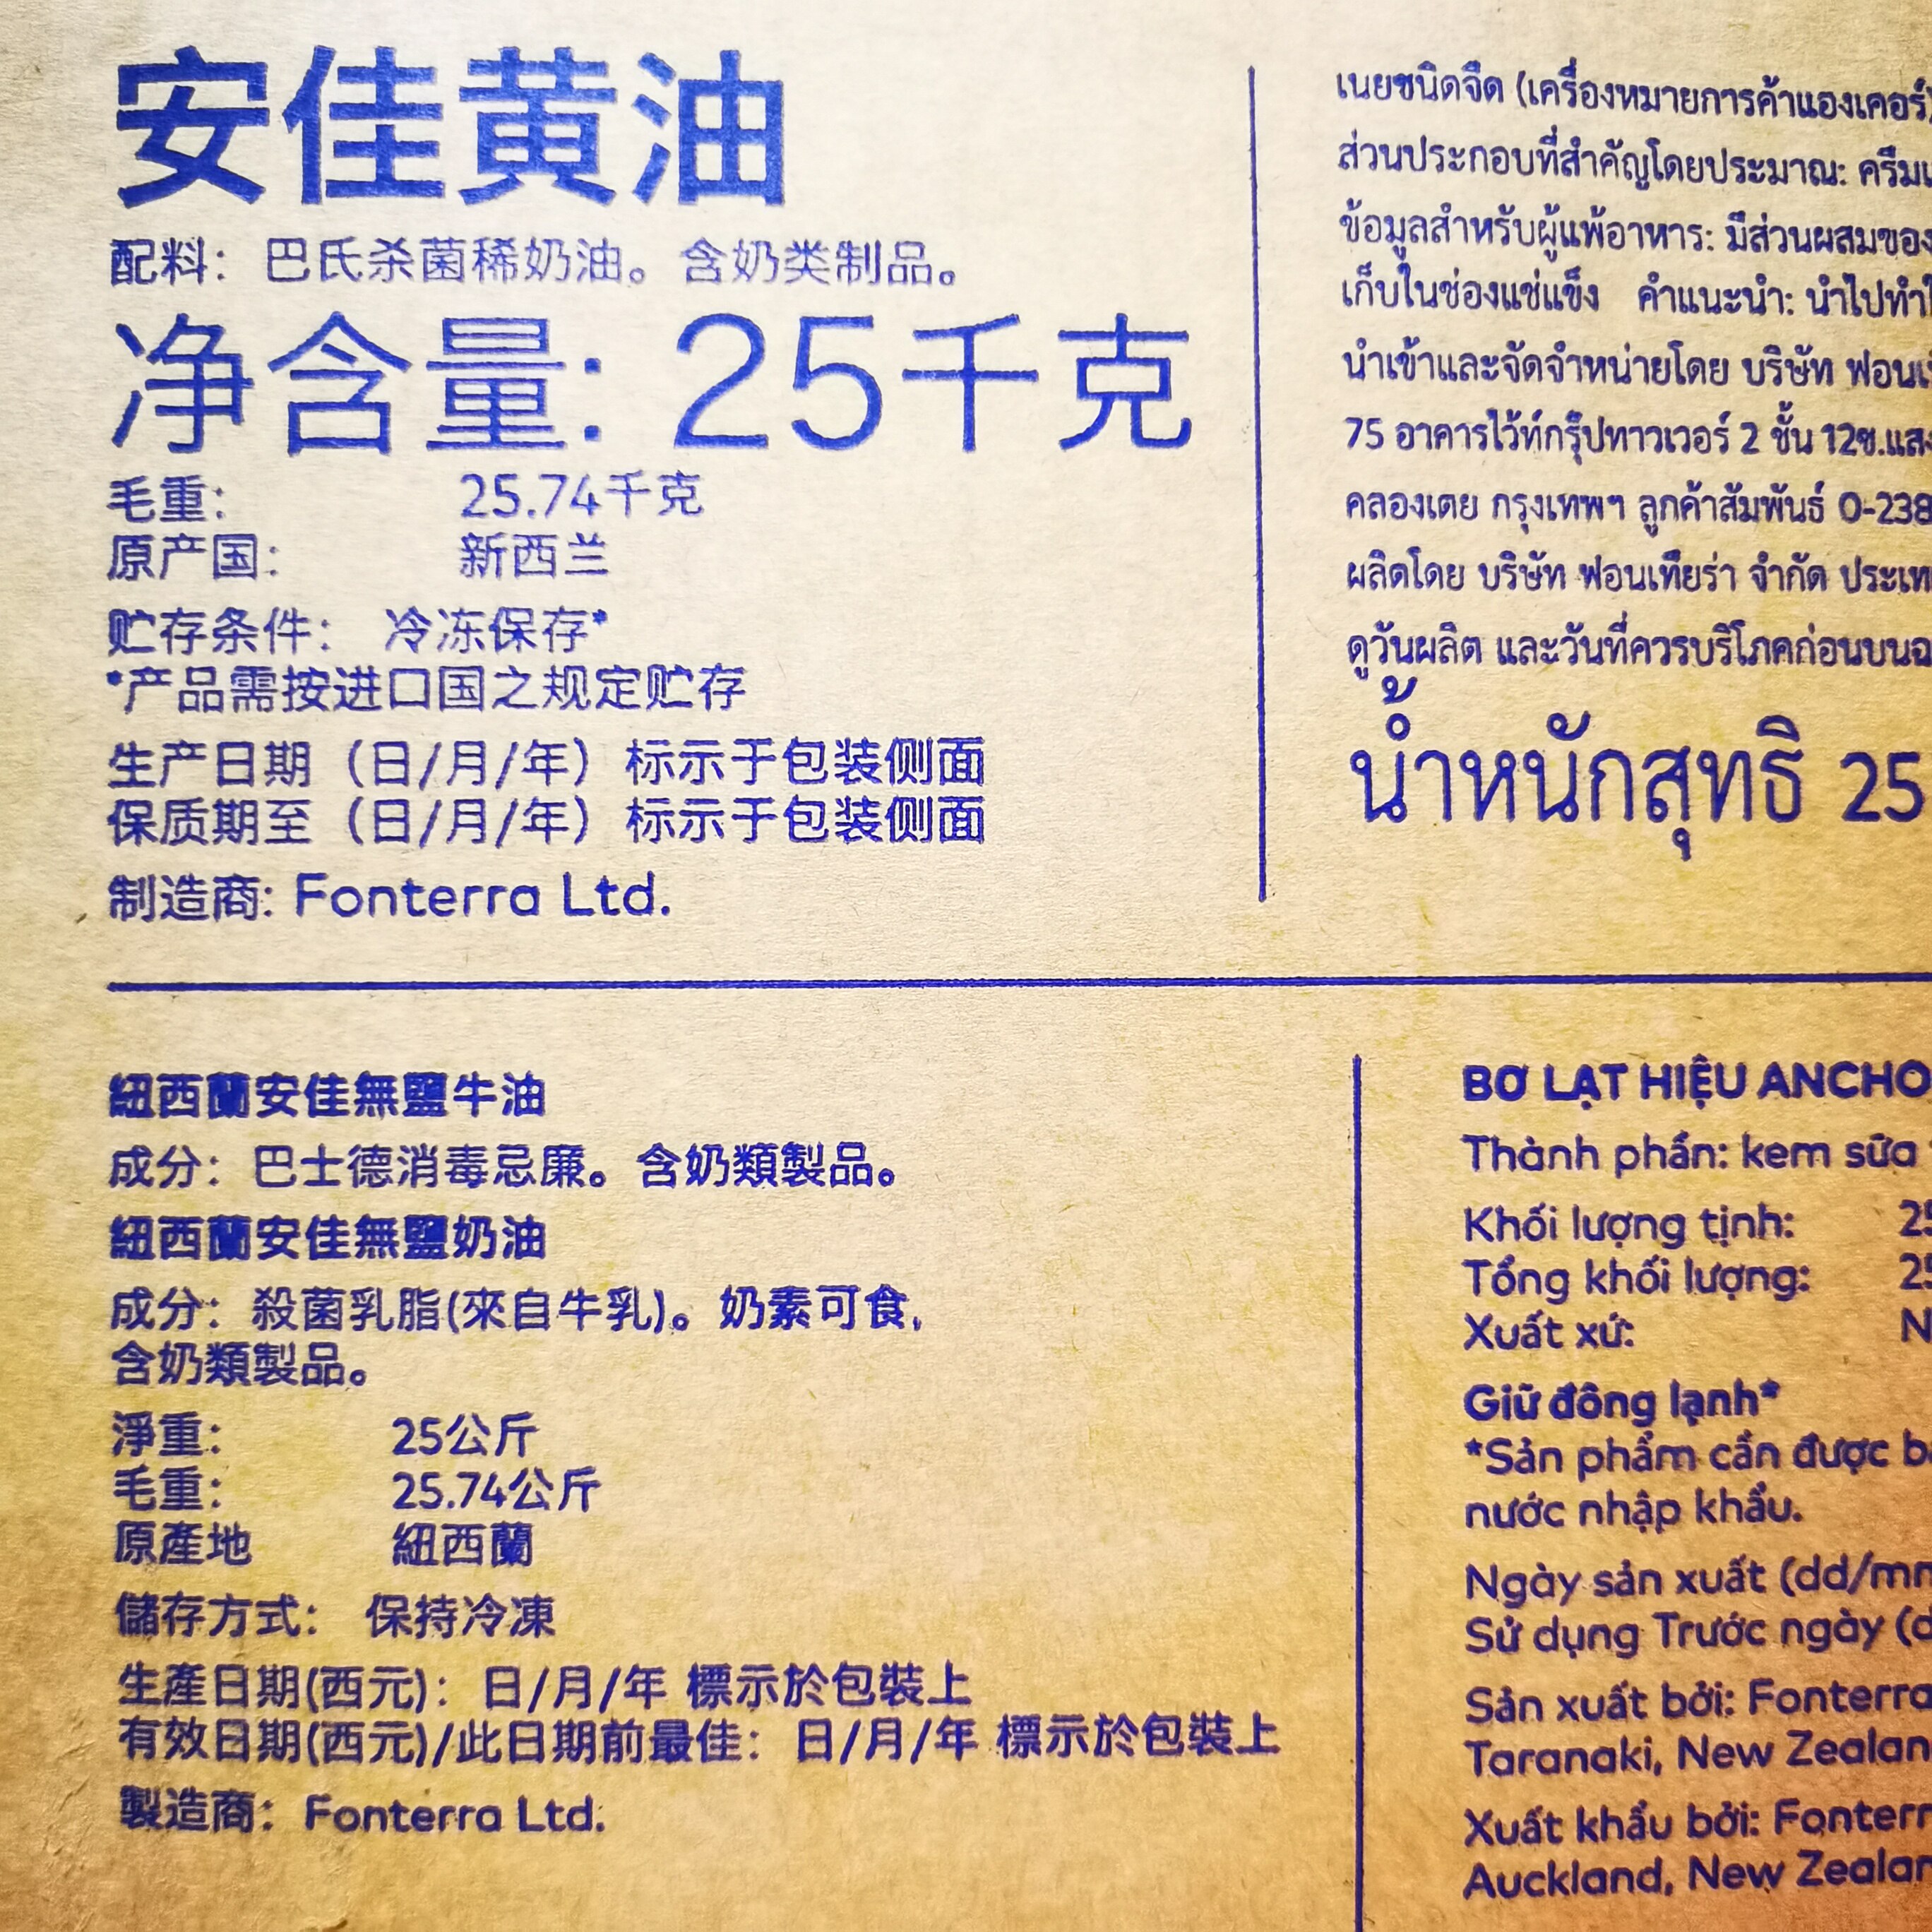 安佳黄油
配料：巴氏杀菌稀奶油。含奶类制品。
净含量：25千克
毛重： 25.74千克
原产国： 新西兰
贮存条件： 冷冻保存*
*产品需按进口国之规定贮存
生产日期（日/月/年）标示于包装侧面
保质期至（日/月/年）标示于包装侧面
制造商: Fonterra Ltd.
เนยชนิดจืด (เครื่องหมายการค้าแองเคอร์)
ส่วนประกอบที่สำคัญโดยประมาณ: ครีม
ข้อมูลสำหรับผู้แพ้อาหาร: มีส่วนผสมของ
เก็บในช่องแช่แข็ง คำแนะนำ: นำไปทำ
นำเข้าและจัดจำหน่ายโดย บริษัท ฟอน
75 อาคารไว้ท์กรุ๊ปทาวเวอร์ 2 ชั้น 12ซ.แสง
คลองเตย กรุงเทพฯ ลูกค้าสัมพันธ์ 0-238
ผลิตโดย บริษัท ฟอนเทียร่า จำกัด ประเท
ดูวันผลิต และวันที่ควรบริโภคก่อนบนฉ
น้ำหนักสุทธิ 25
紐西蘭安佳無鹽牛油
成分：巴士德消毒忌廉。含奶類製品。
紐西蘭安佳無鹽奶油
成分：殺菌乳脂(來自牛乳)。奶素可食,
含奶類製品。
淨重： 25公斤
毛重： 25.74公斤
原產地 紐西蘭
儲存方式： 保持冷凍
生產日期(西元)：日/月/年 標示於包裝上
有效日期(西元)/此日期前最佳：日/月/年 標示於包裝上
製造商：Fonterra Ltd.
BƠ LẠT HIỆU ANCHO
Thành phần: kem sữa
Khối lượng tịnh: 25
Tổng khối lượng: 25
Xuất xứ: N
Giữ đông lạnh*
*Sản phẩm cần được b
nước nhập khẩu.
Ngày sản xuất (dd/mm
Sử dụng Trước ngày (d
Sản xuất bởi: Fonterra
Taranaki, New Zealan
Xuất khẩu bởi: Fonterr
Auckland, New Zealan